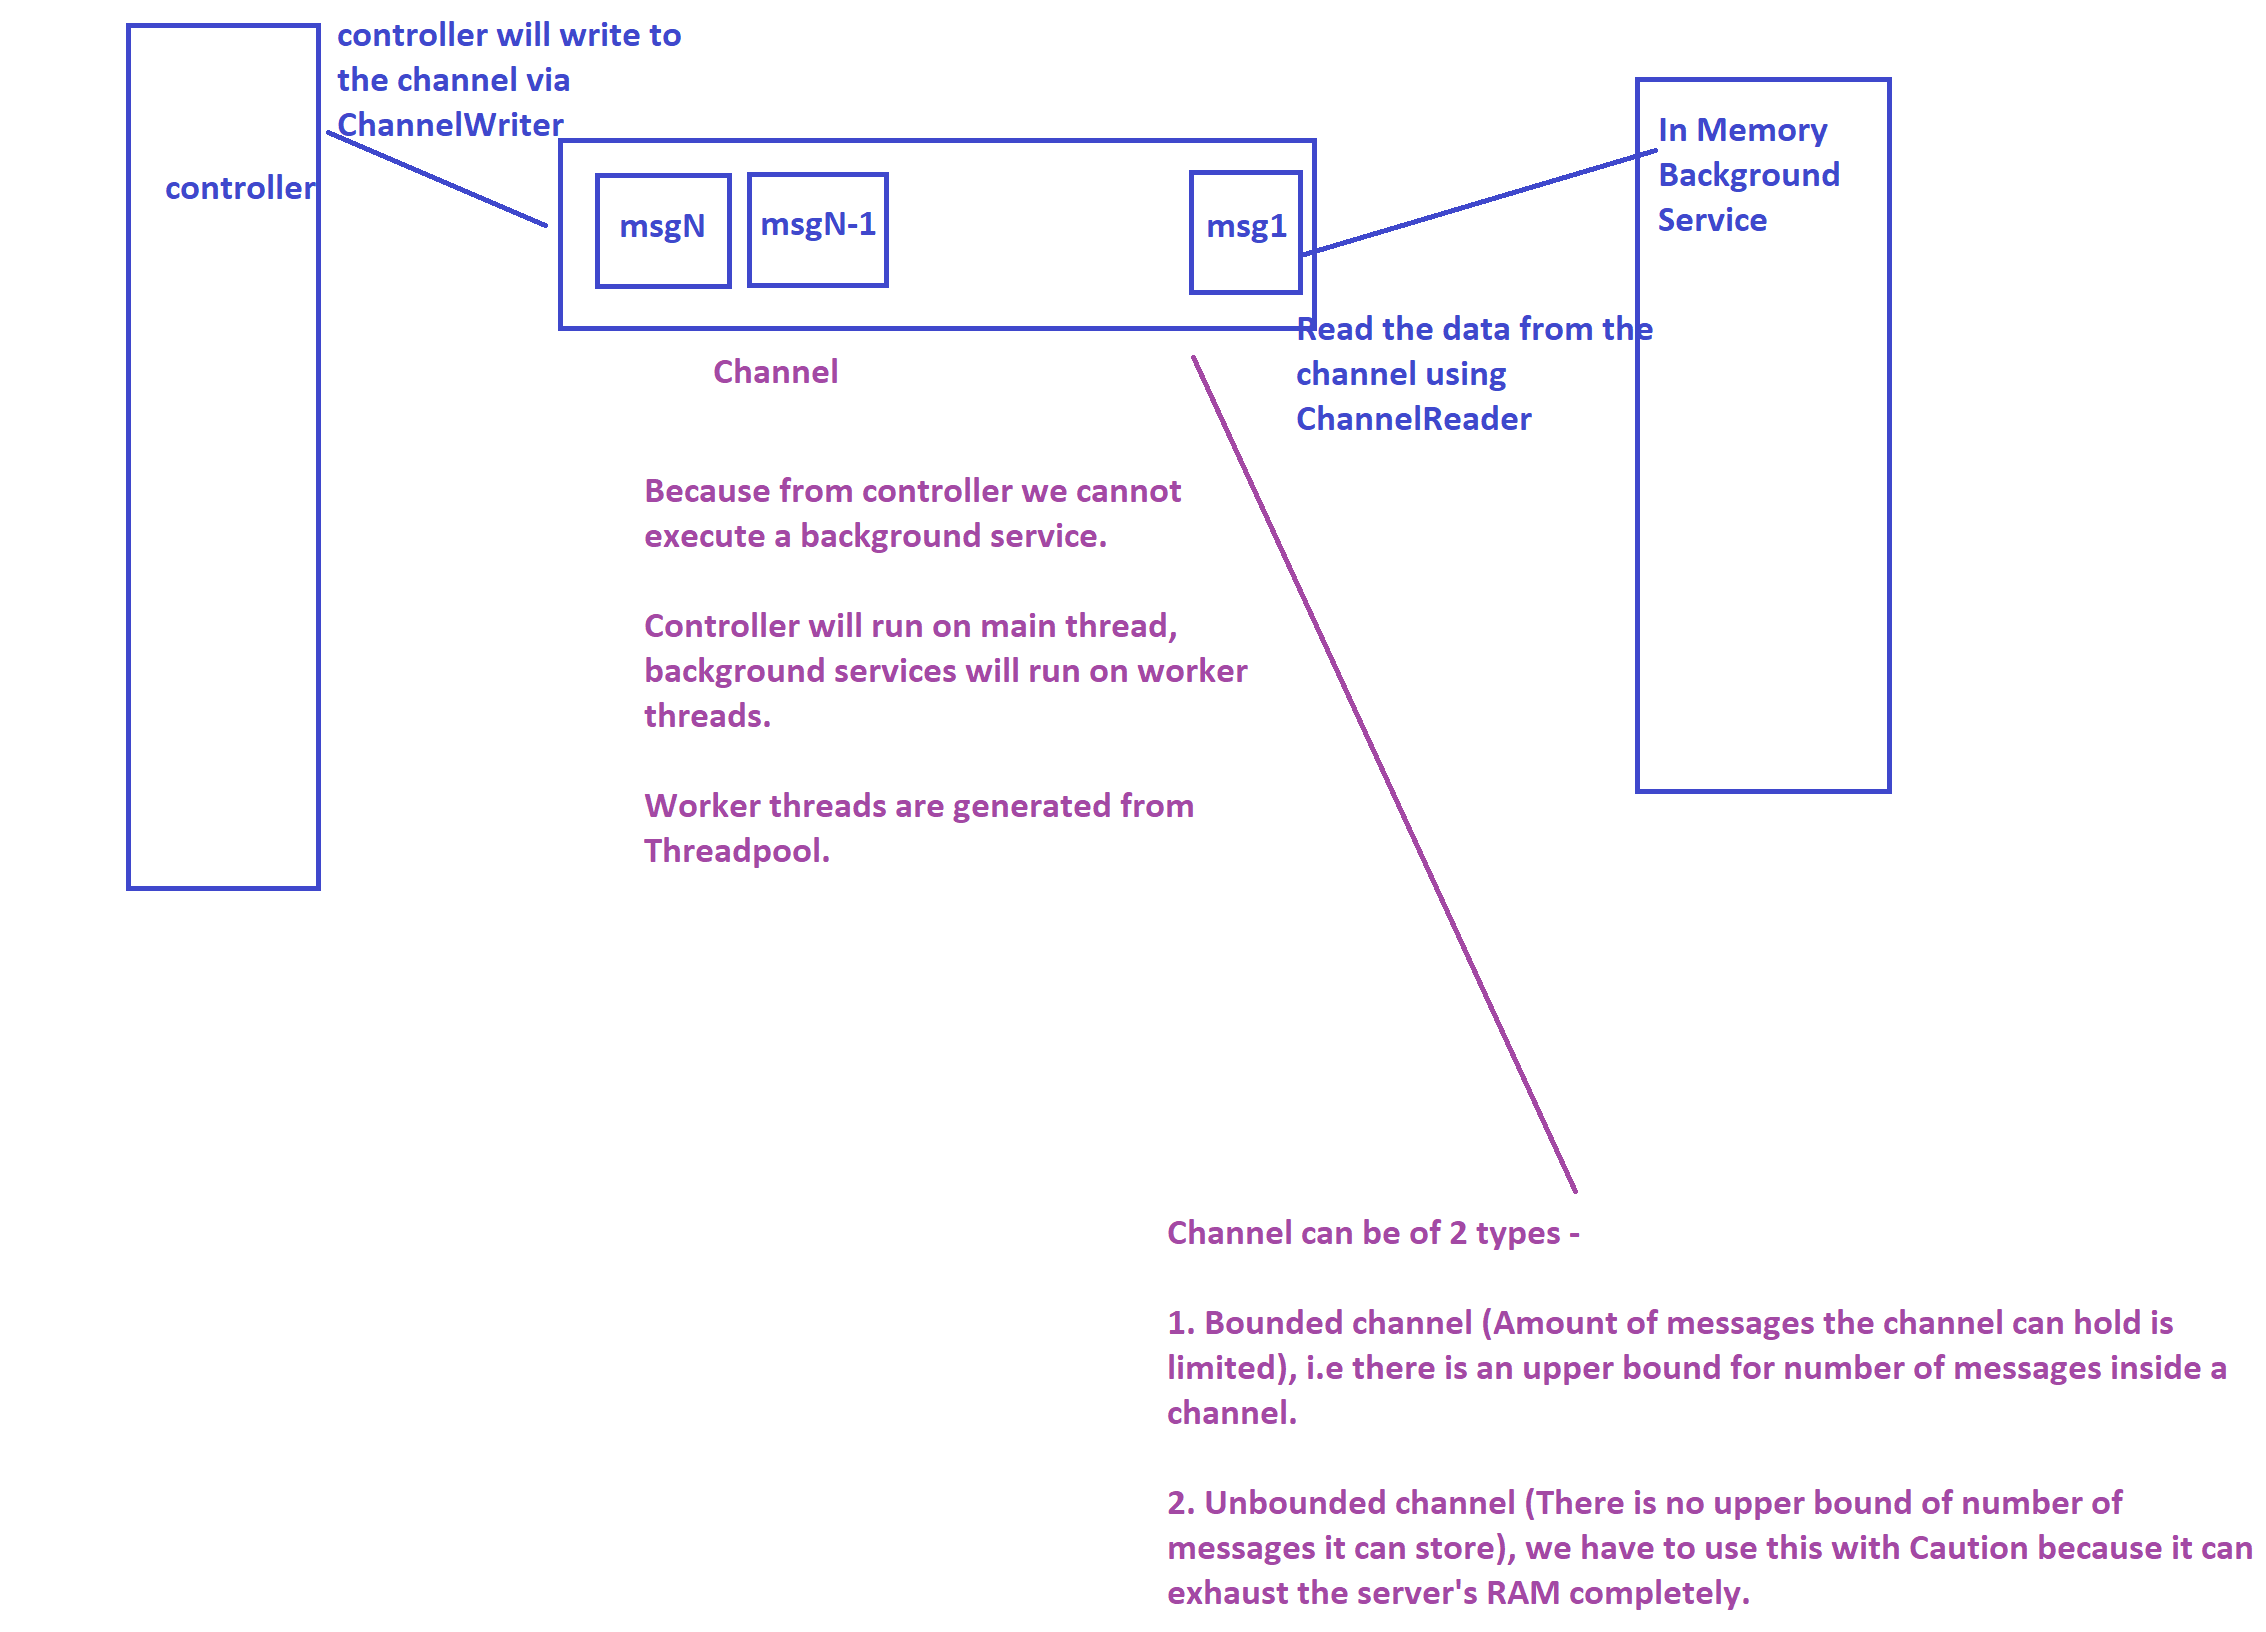 controller will write to
the channel via
ChannelWriter
controller
msgN
msgN-1
msg1
In Memory
Background
Service
Read the data from the
channel using
ChannelReader
Channel
Because from controller we cannot
execute a background service.
Controller will run on main thread,
background services will run on worker
threads.
Worker threads are generated from
Threadpool.
Channel can be of 2 types -
1. Bounded channel (Amount of messages the channel can hold is
limited), i.e there is an upper bound for number of messages inside a
channel.
2. Unbounded channel (There is no upper bound of number of
messages it can store), we have to use this with Caution because it can
exhaust the server's RAM completely.